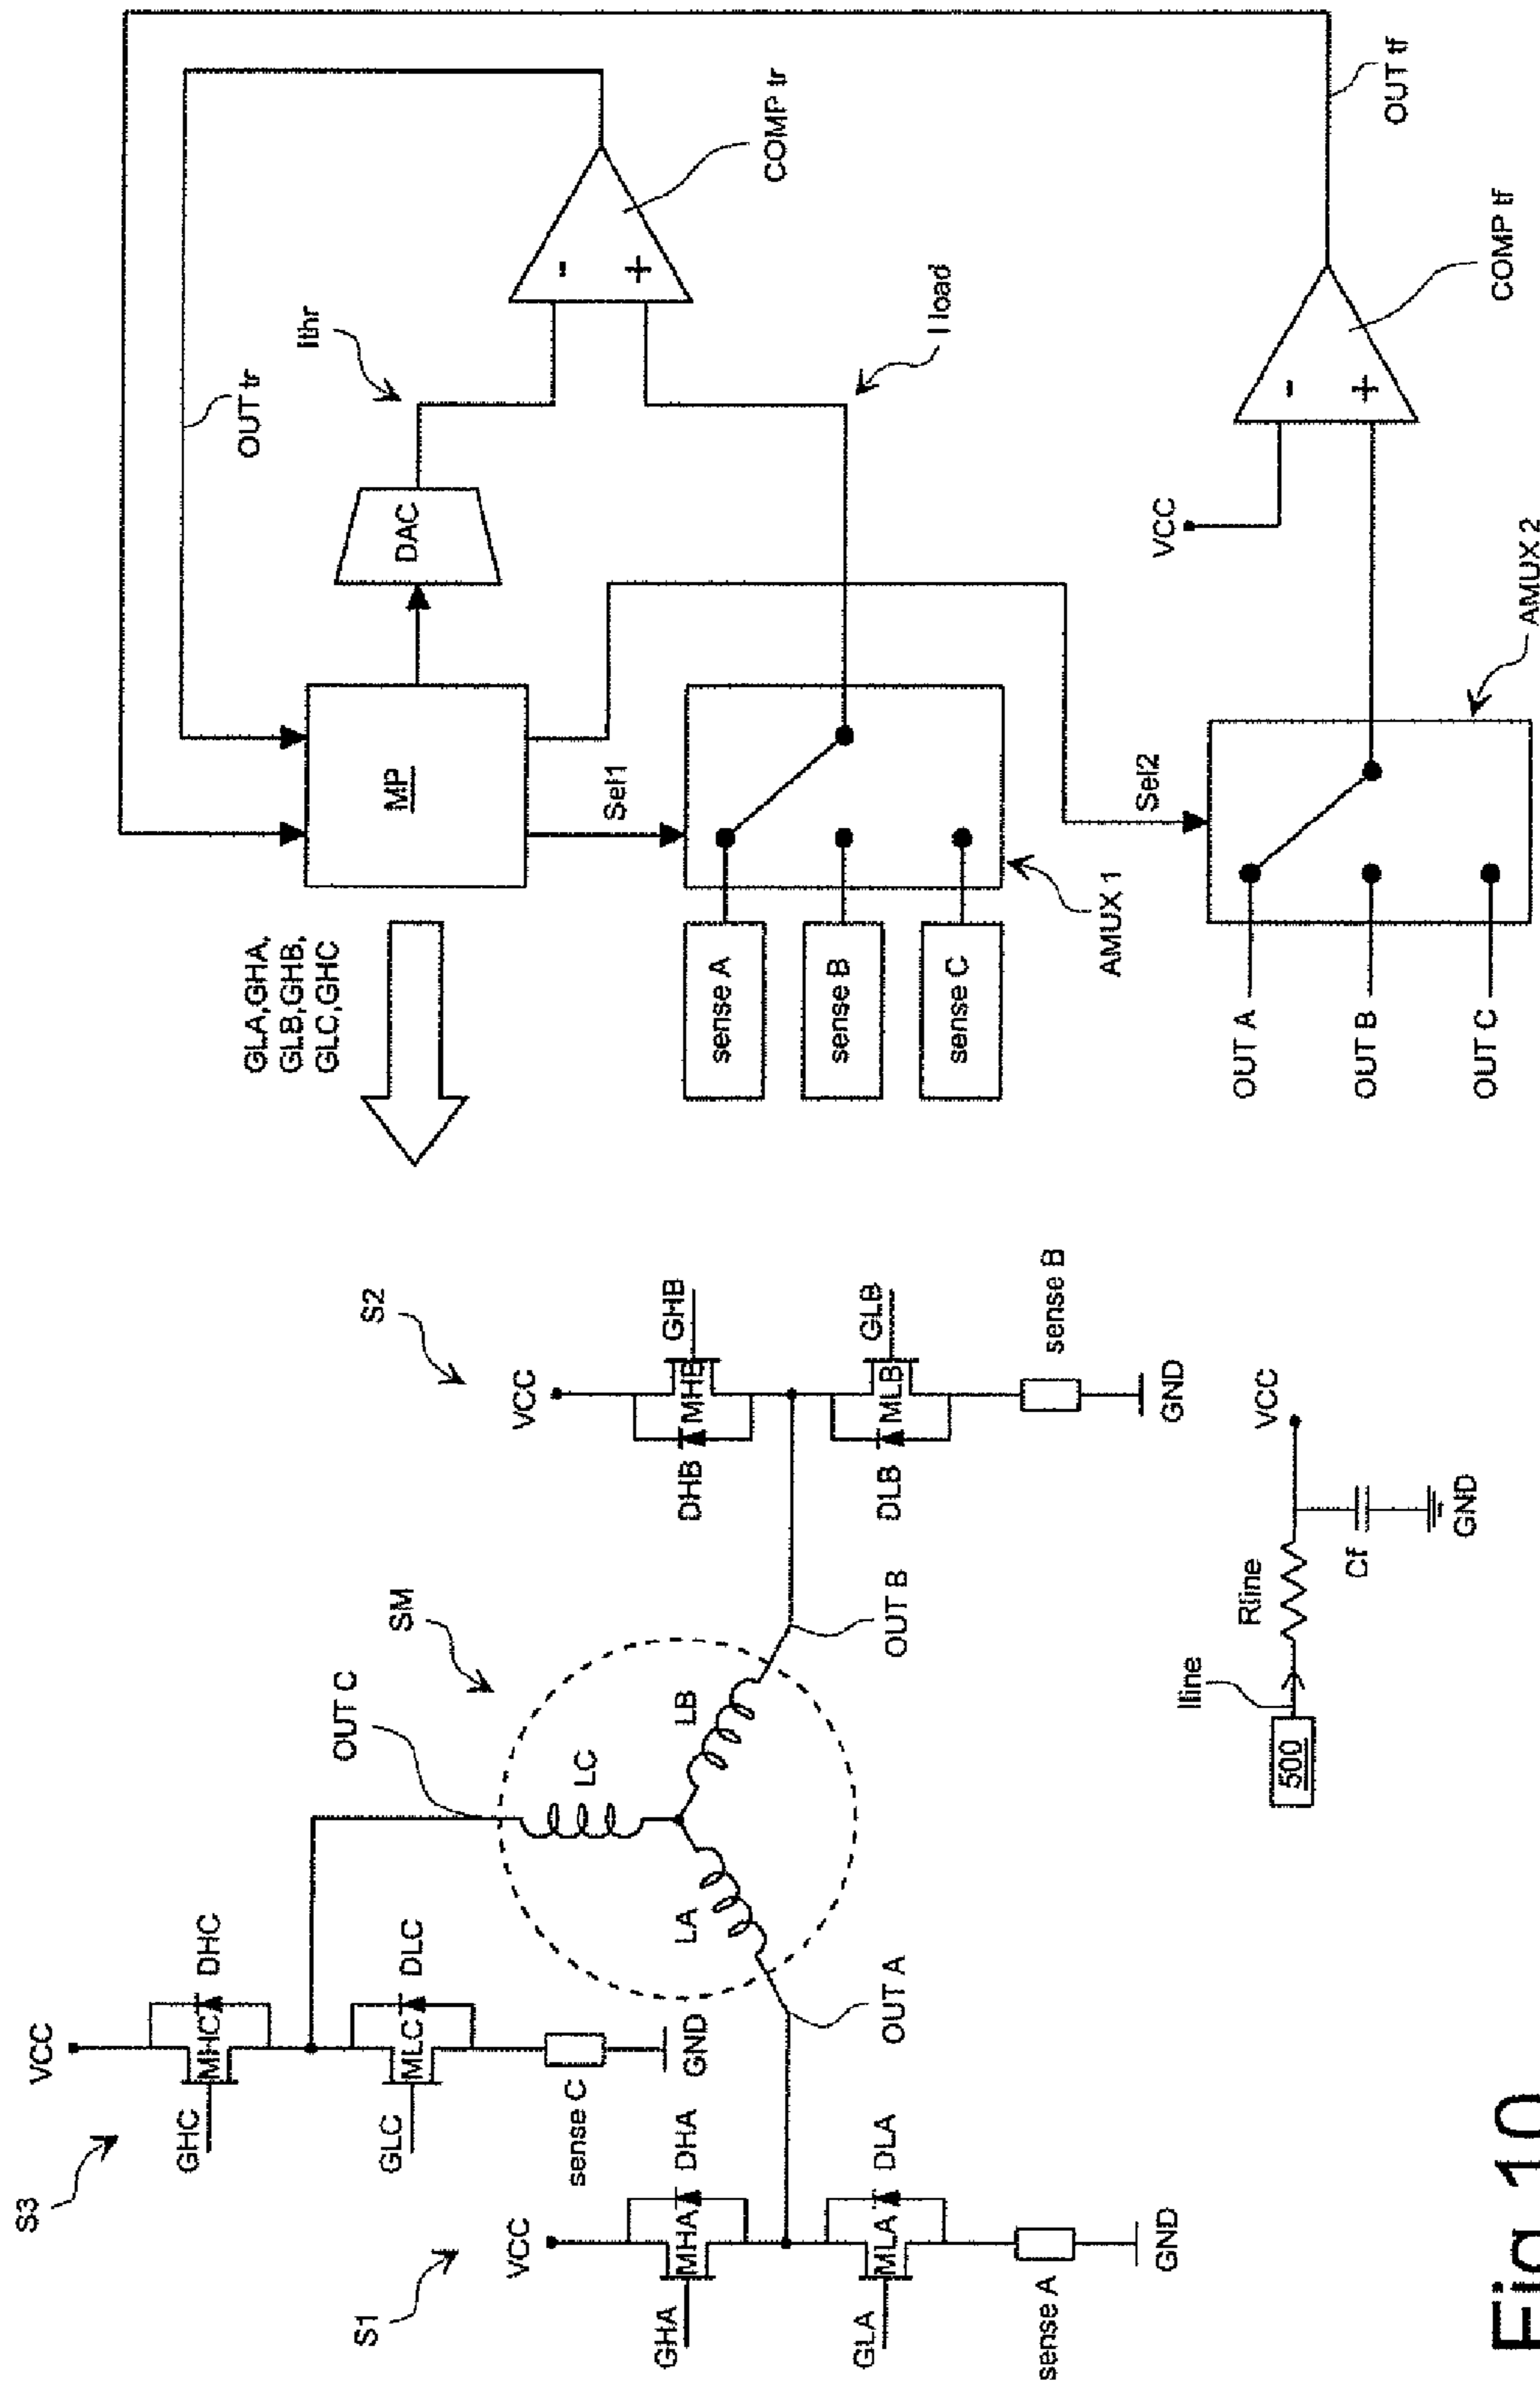 S3
VCC
GHC
MHC
DHC
GLC
MLC
DLC
sense C
GND
S1
VCC
GHA
MHA
DHA
GLA
MLA
DLA
sense A
GND
OUT C
SM
LC
LA
LB
OUT A
OUT B
S2
VCC
DHB
MHB
GHB
DLB
MLB
GLB
sense B
GND
500
Iline
Rline
VCC
Cf
GND
GLA,GHA,
GLB,GHB,
GLC,GHC
MP
OUT tr
DAC
Ithr
-
+
COMP tr
I load
Sel1
sense A
sense B
sense C
AMUX 1
Sel2
OUT A
OUT B
OUT C
AMUX 2
VCC
-
+
COMP tf
OUT tf
Fig.10